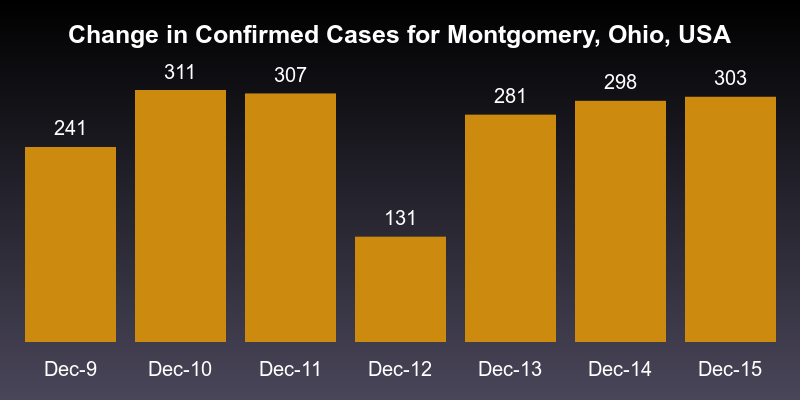 Change in Confirmed Cases for Montgomery, Ohio, USA
241
311
307
131
281
298
303
Dec-9
Dec-10
Dec-11
Dec-12
Dec-13
Dec-14
Dec-15